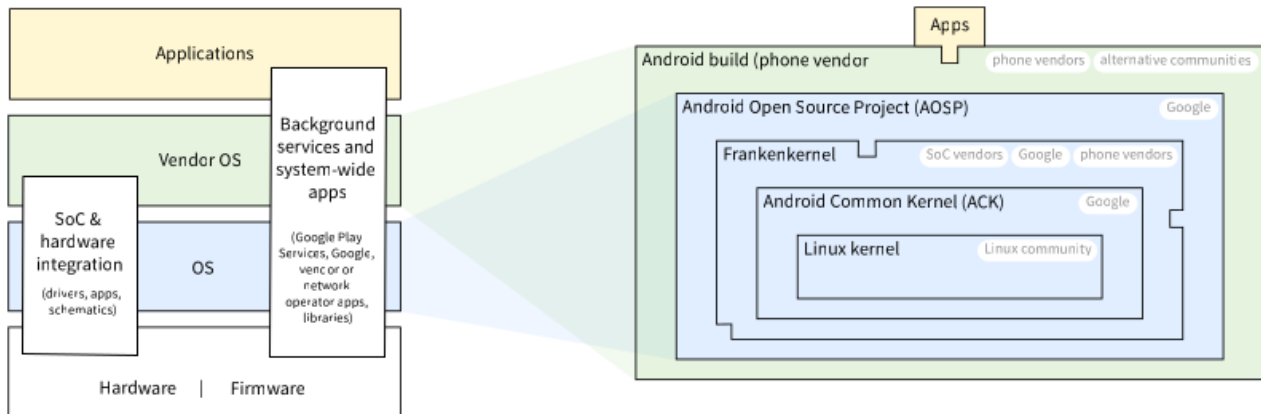 Applications
Vendor OS
Background
services and
system-wide
apps
(Google Play
Services, Google,
vencor or
network
operator apps,
libraries)
SoC &
hardware
integration
(drivers, apps,
schematics)
OS
Hardware | Firmware
Apps
Android build (phone vendor
phone vendors
alternative communities
Android Open Source Project (AOSP)
Google
Frankenkernel
SoC vendors
Google
phone vendors
Android Common Kernel (ACK)
Google
Linux kernel
Linux community